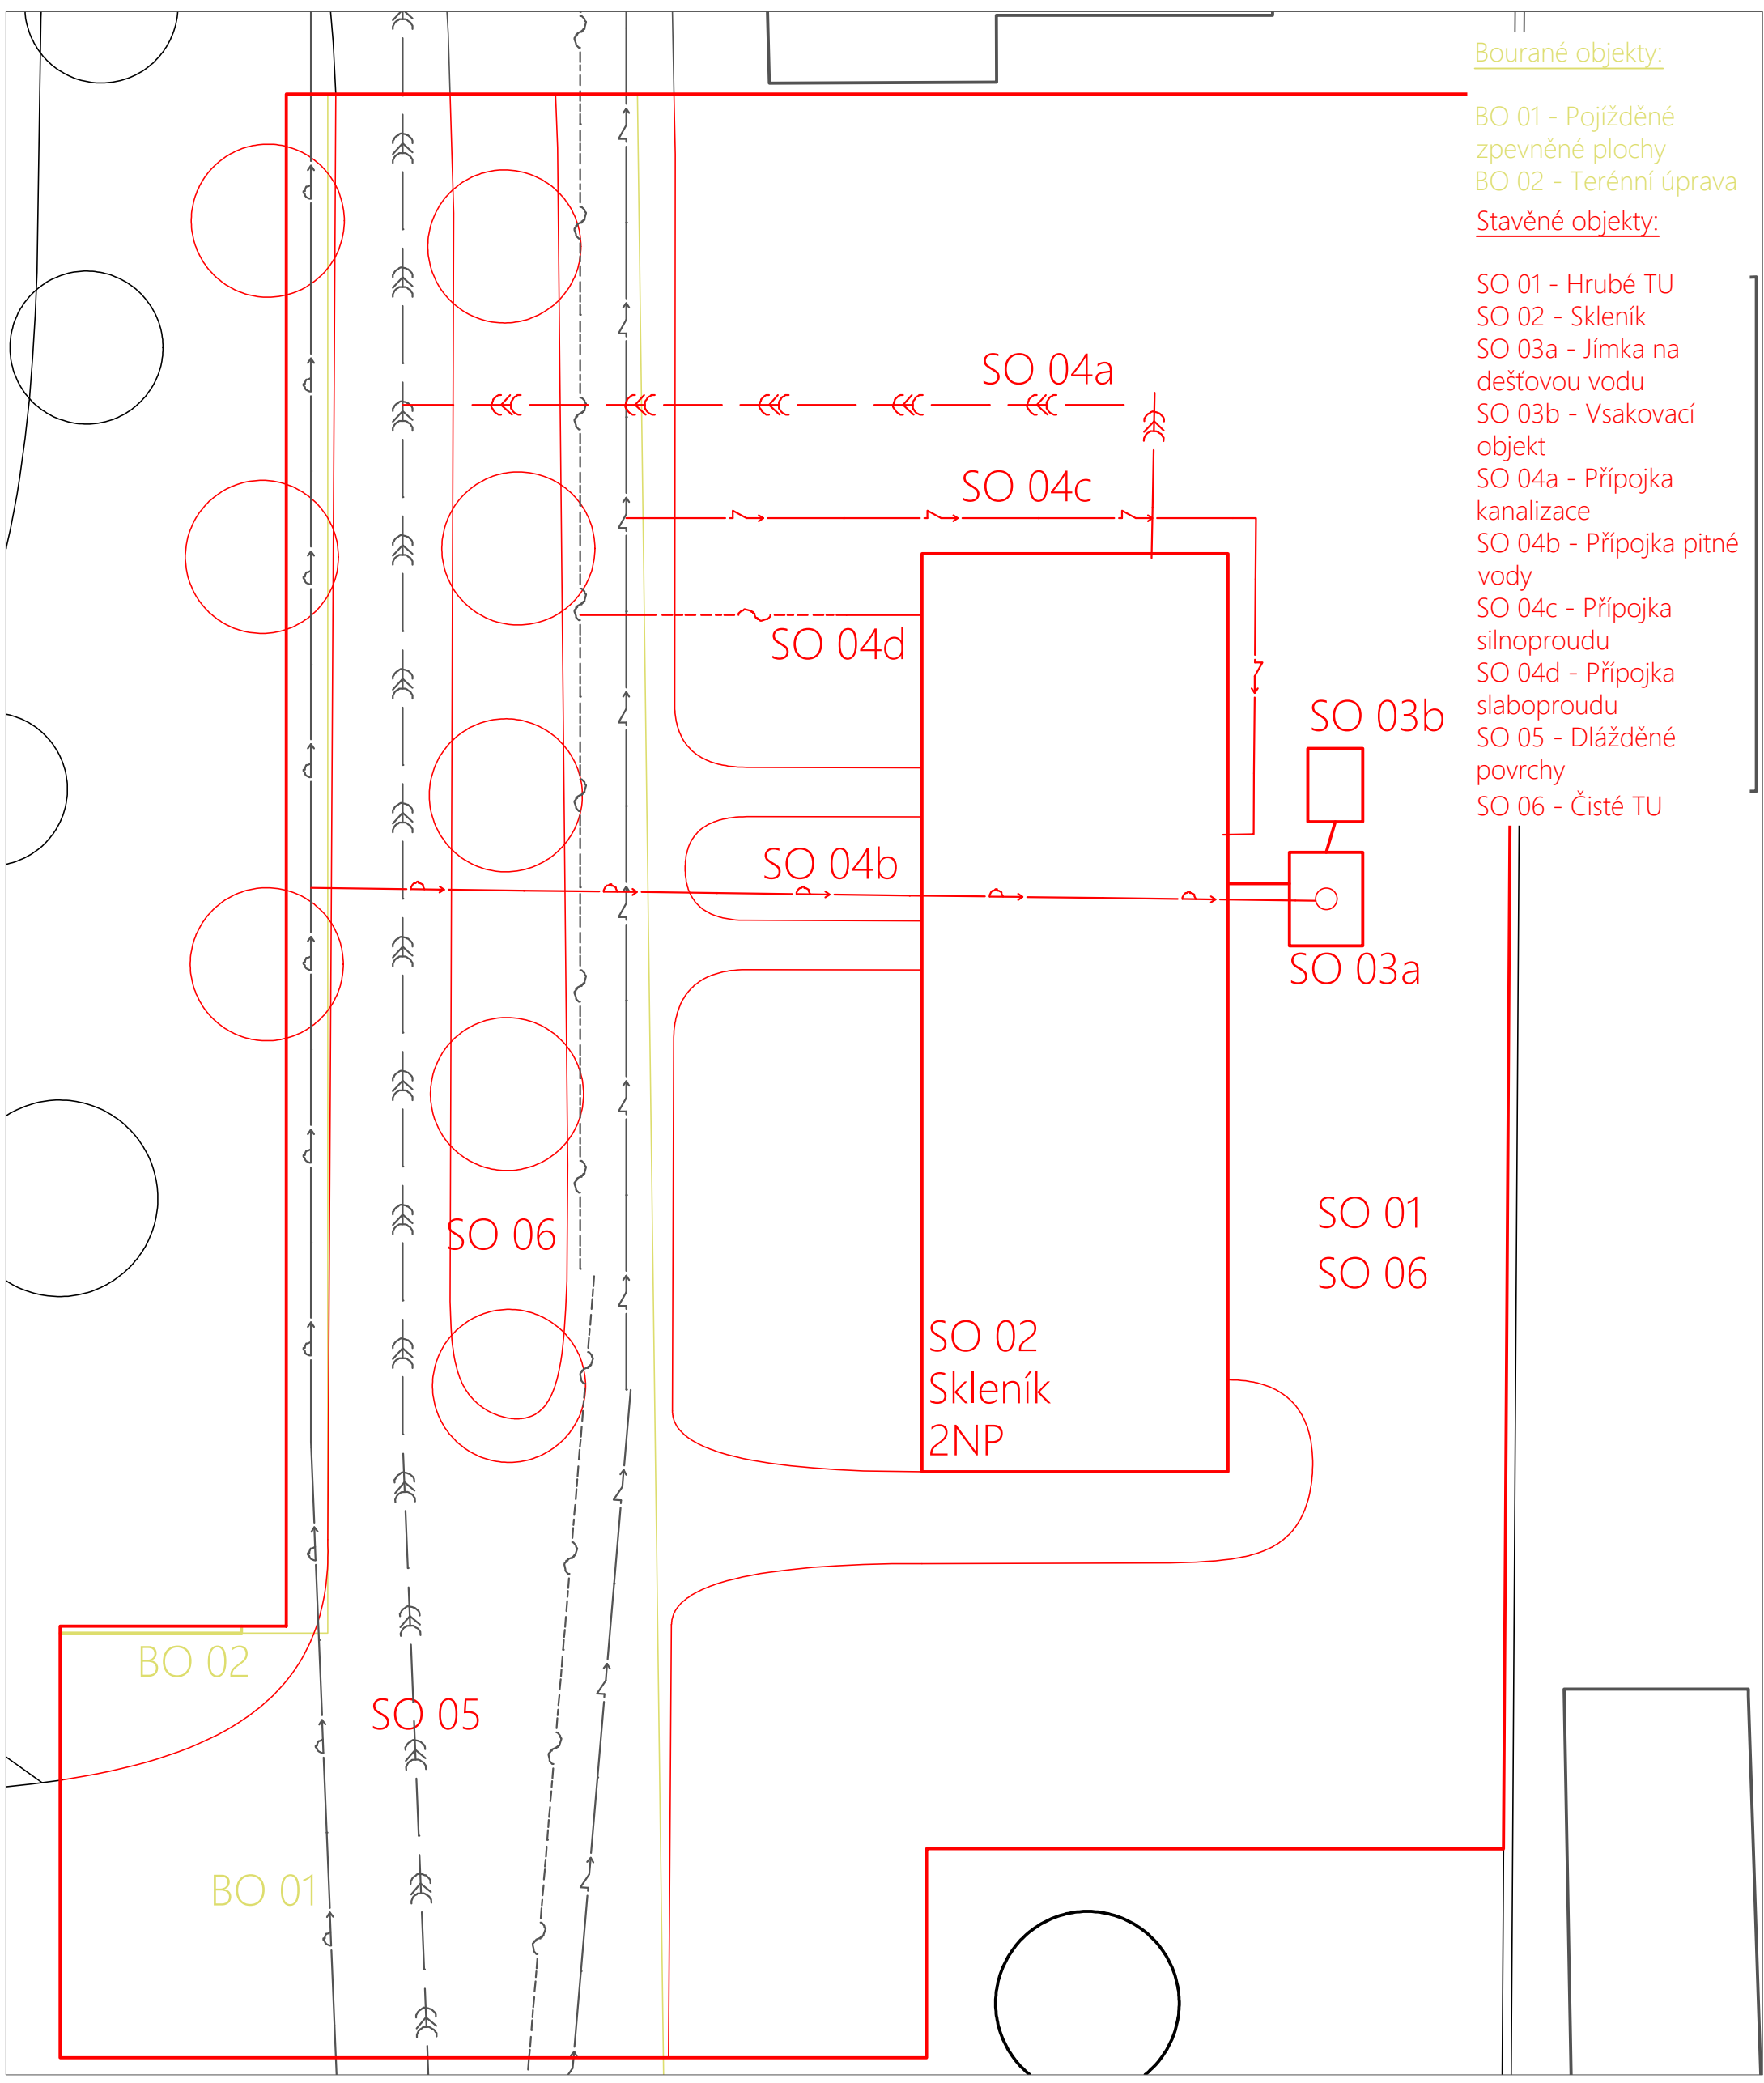 Bourané objekty:
BO 01 - Pojížděné
zpevněné plochy
BO 02 - Terénní úprava
Stavěné objekty:
SO 01 - Hrubé TU
SO 02 - Skleník
SO 03a - Jímka na
dešťovou vodu
SO 03b - Vsakovací
objekt
SO 04a - Přípojka
kanalizace
SO 04b - Přípojka pitné
vody
SO 04c - Přípojka
silnoproudu
SO 04d - Přípojka
slaboproudu
SO 05 - Dlážděné
povrchy
SO 06 - Čisté TU
SO 04a
SO 04c
SO 04d
SO 03b
SO 04b
SO 03a
SO 01
SO 06
SO 06
SO 02
Skleník
2NP
BO 02
SO 05
BO 01